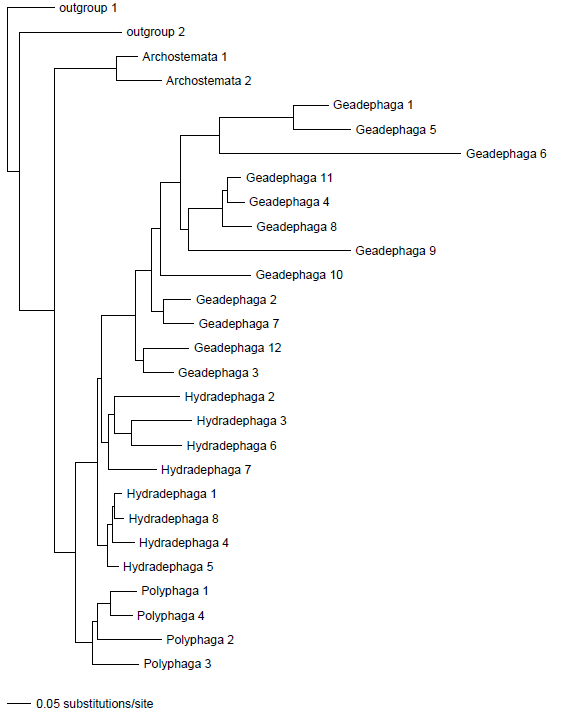 outgroup 1
outgroup 2
Archostemata 1
Archostemata 2
Geadephaga 1
Geadephaga 5
Geadephaga 6
Geadephaga 11
Geadephaga 4
Geadephaga 8
Geadephaga 9
Geadephaga 10
Geadephaga 2
Geadephaga 7
Geadephaga 12
Geadephaga 3
Hydradephaga 2
Hydradephaga 3
Hydradephaga 6
Hydradephaga 7
Hydradephaga 1
Hydradephaga 8
Hydradephaga 4
Hydradephaga 5
Polyphaga 1
Polyphaga 4
Polyphaga 2
Polyphaga 3
0.05 substitutions/site